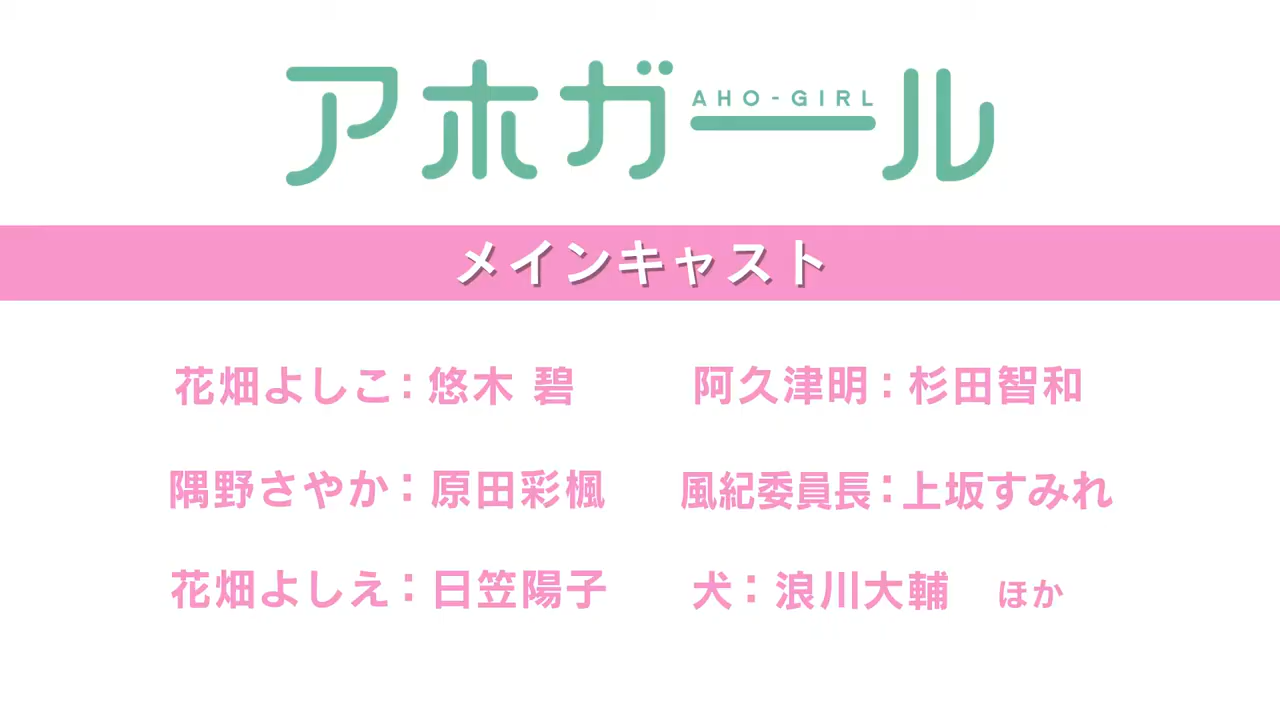 アホガール
AHO-GIRL
メインキャスト
花畑よしこ：悠木 碧
阿久津明：杉田智和
隅野さやか：原田彩楓
風紀委員長：上坂すみれ
花畑よしえ：日笠陽子
犬：浪川大輔 ほか